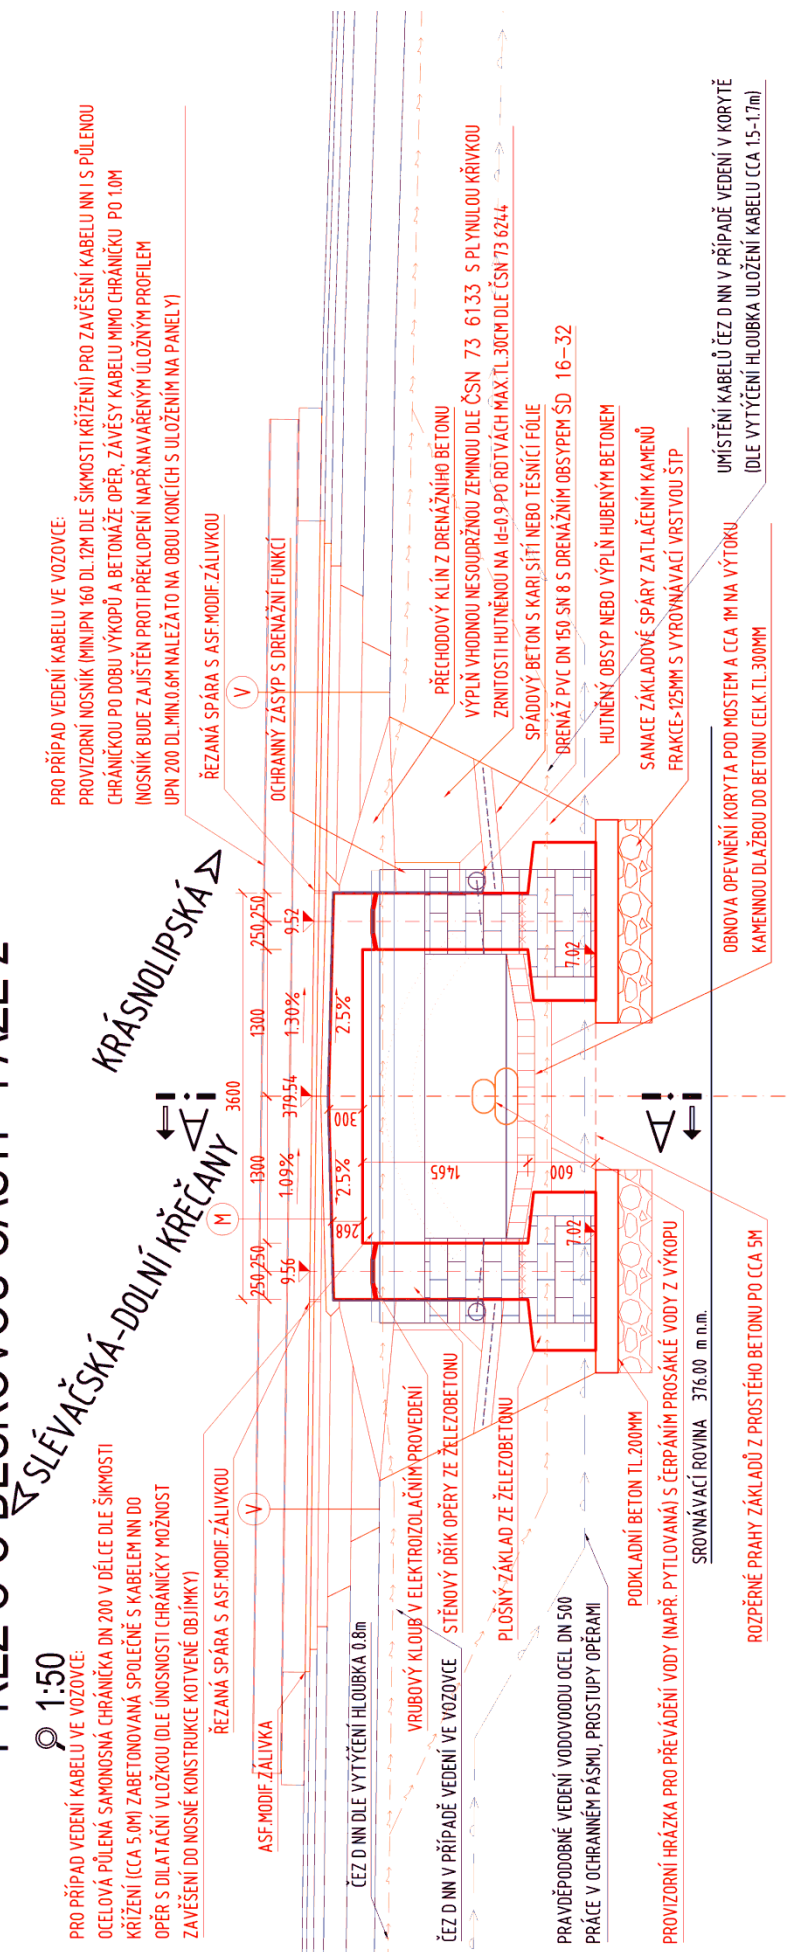 1:50
PRO PŘÍPAD VEDENÍ KABELU VE VOZOVCE:
OCELOVÁ PŮLENÁ SAMONOSNÁ CHRÁNIČKA DN 200 V DÉLCE DLE ŠIKMOSTI
KŘÍŽENÍ (CCA 5.0M) ZABETONOVANÁ SPOLEČNĚ S KABELEM NN DO
OPĚR S DILATAČNÍ VLOŽKOU (DLE ÚNOSNOSTI CHRÁNIČKY MOŽNOST
ZAVĚŠENÍ DO NOSNÉ KONSTRUKCE KOTVENÉ OBJÍMKY)
ŘEZANÁ SPÁRA S ASF.MODIF.ZÁLIVKOU
ASF.MODIF.ZÁLIVKA
SLÉVAČSKÁ-DOLNÍ KŘEČANY
KRÁSNOLIPSKÁ
PRO PŘÍPAD VEDENÍ KABELU VE VOZOVCE:
PROVIZORNÍ NOSNÍK (MIN.IPN 160 DL.12M DLE ŠIKMOSTI KŘÍŽENÍ) PRO ZAVĚŠENÍ KABELU NN I S PŮLENOU
CHRÁNIČKOU PO DOBU VÝKOPŮ A BETONÁŽE OPĚR, ZÁVĚSY KABELU MIMO CHRÁNIČKU PO 1.0M
(NOSNÍK BUDE ZAJIŠTĚN PROTI PŘEKLOPENÍ NAPŘ.NAVAŘENÝM ÚLOŽNÝM PROFILEM
UPN 200 DL.MIN.0.6M NALEŽATO NA OBOU KONCÍCH S ULOŽENÍM NA PANELY)
ŘEZANÁ SPÁRA S ASF.MODIF.ZÁLIVKOU
OCHRANNÝ ZÁSYP S DRENÁŽNÍ FUNKCÍ
V
M
V
3600
250 250
1300
1300
250 250
9.56
1.09%
379.54
1.30%
9.52
268
2.5%
300
2.5%
1465
600
7.02
7.02
A
A
ČEZ D NN DLE VYTÝČENÍ HLOUBKA 0.8m
VRUBOVÝ KLOUB V ELEKTROIZOLAČNÍM PROVEDENÍ
ČEZ D NN V PŘÍPADĚ VEDENÍ VE VOZOVCE
STĚNOVÝ DŘÍK OPĚRY ZE ŽELEZOBETONU
PLOŠNÝ ZÁKLAD ZE ŽELEZOBETONU
PRAVDĚPODOBNÉ VEDENÍ VODOVODU OCEL DN 500
PRÁCE V OCHRANNÉM PÁSMU, PROSTUPY OPĚRAMI
PODKLADNÍ BETON TL.200MM
PROVIZORNÍ HRÁZKA PRO PŘEVÁDĚNÍ VODY (NAPŘ. PYTLOVANÁ) S ČERPÁNÍM PROSÁKLÉ VODY Z VÝKOPU
SROVNÁVACÍ ROVINA 376.00 m n.m.
ROZPĚRNÉ PRAHY ZÁKLADŮ Z PROSTÉHO BETONU PO CCA 5M
PŘECHODOVÝ KLÍN Z DRENÁŽNÍHO BETONU
VÝPLŇ VHODNOU NESOUDRŽNOU ZEMINOU DLE ČSN 73 6133 S PLYNULOU KŘIVKOU
ZRNITOSTI HUTNĚNOU NA Id=0.9 PO RDTVÁCH MAX.TL.30CM DLE ČSN 73 6244
SPÁDOVÝ BETON S KARI SÍTÍ NEBO TĚSNÍCÍ FOLIE
DRENÁŽ PVC DN 150 SN 8 S DRENÁŽNÍM OBSYPEM ŠD 16-32
HUTNĚNÝ OBSYP NEBO VÝPLŇ HUBENÝM BETONEM
SANACE ZÁKLADOVÉ SPÁRY ZATLAČENÍM KAMENŮ
FRAKCE>125MM S VYROVNÁVACÍ VRSTVOU ŠTP
UMÍSTĚNÍ KABELŮ ČEZ D NN V PŘÍPADĚ VEDENÍ V KORYTĚ
(DLE VYTÝČENÍ HLOUBKA ULOŽENÍ KABELU CCA 1.5-1.7m)
OBNOVA OPEVNĚNÍ KORYTA POD MOSTEM A CCA 1M NA VÝTOKU
KAMENNOU DLAŽBOU DO BETONU CELK.TL.300MM